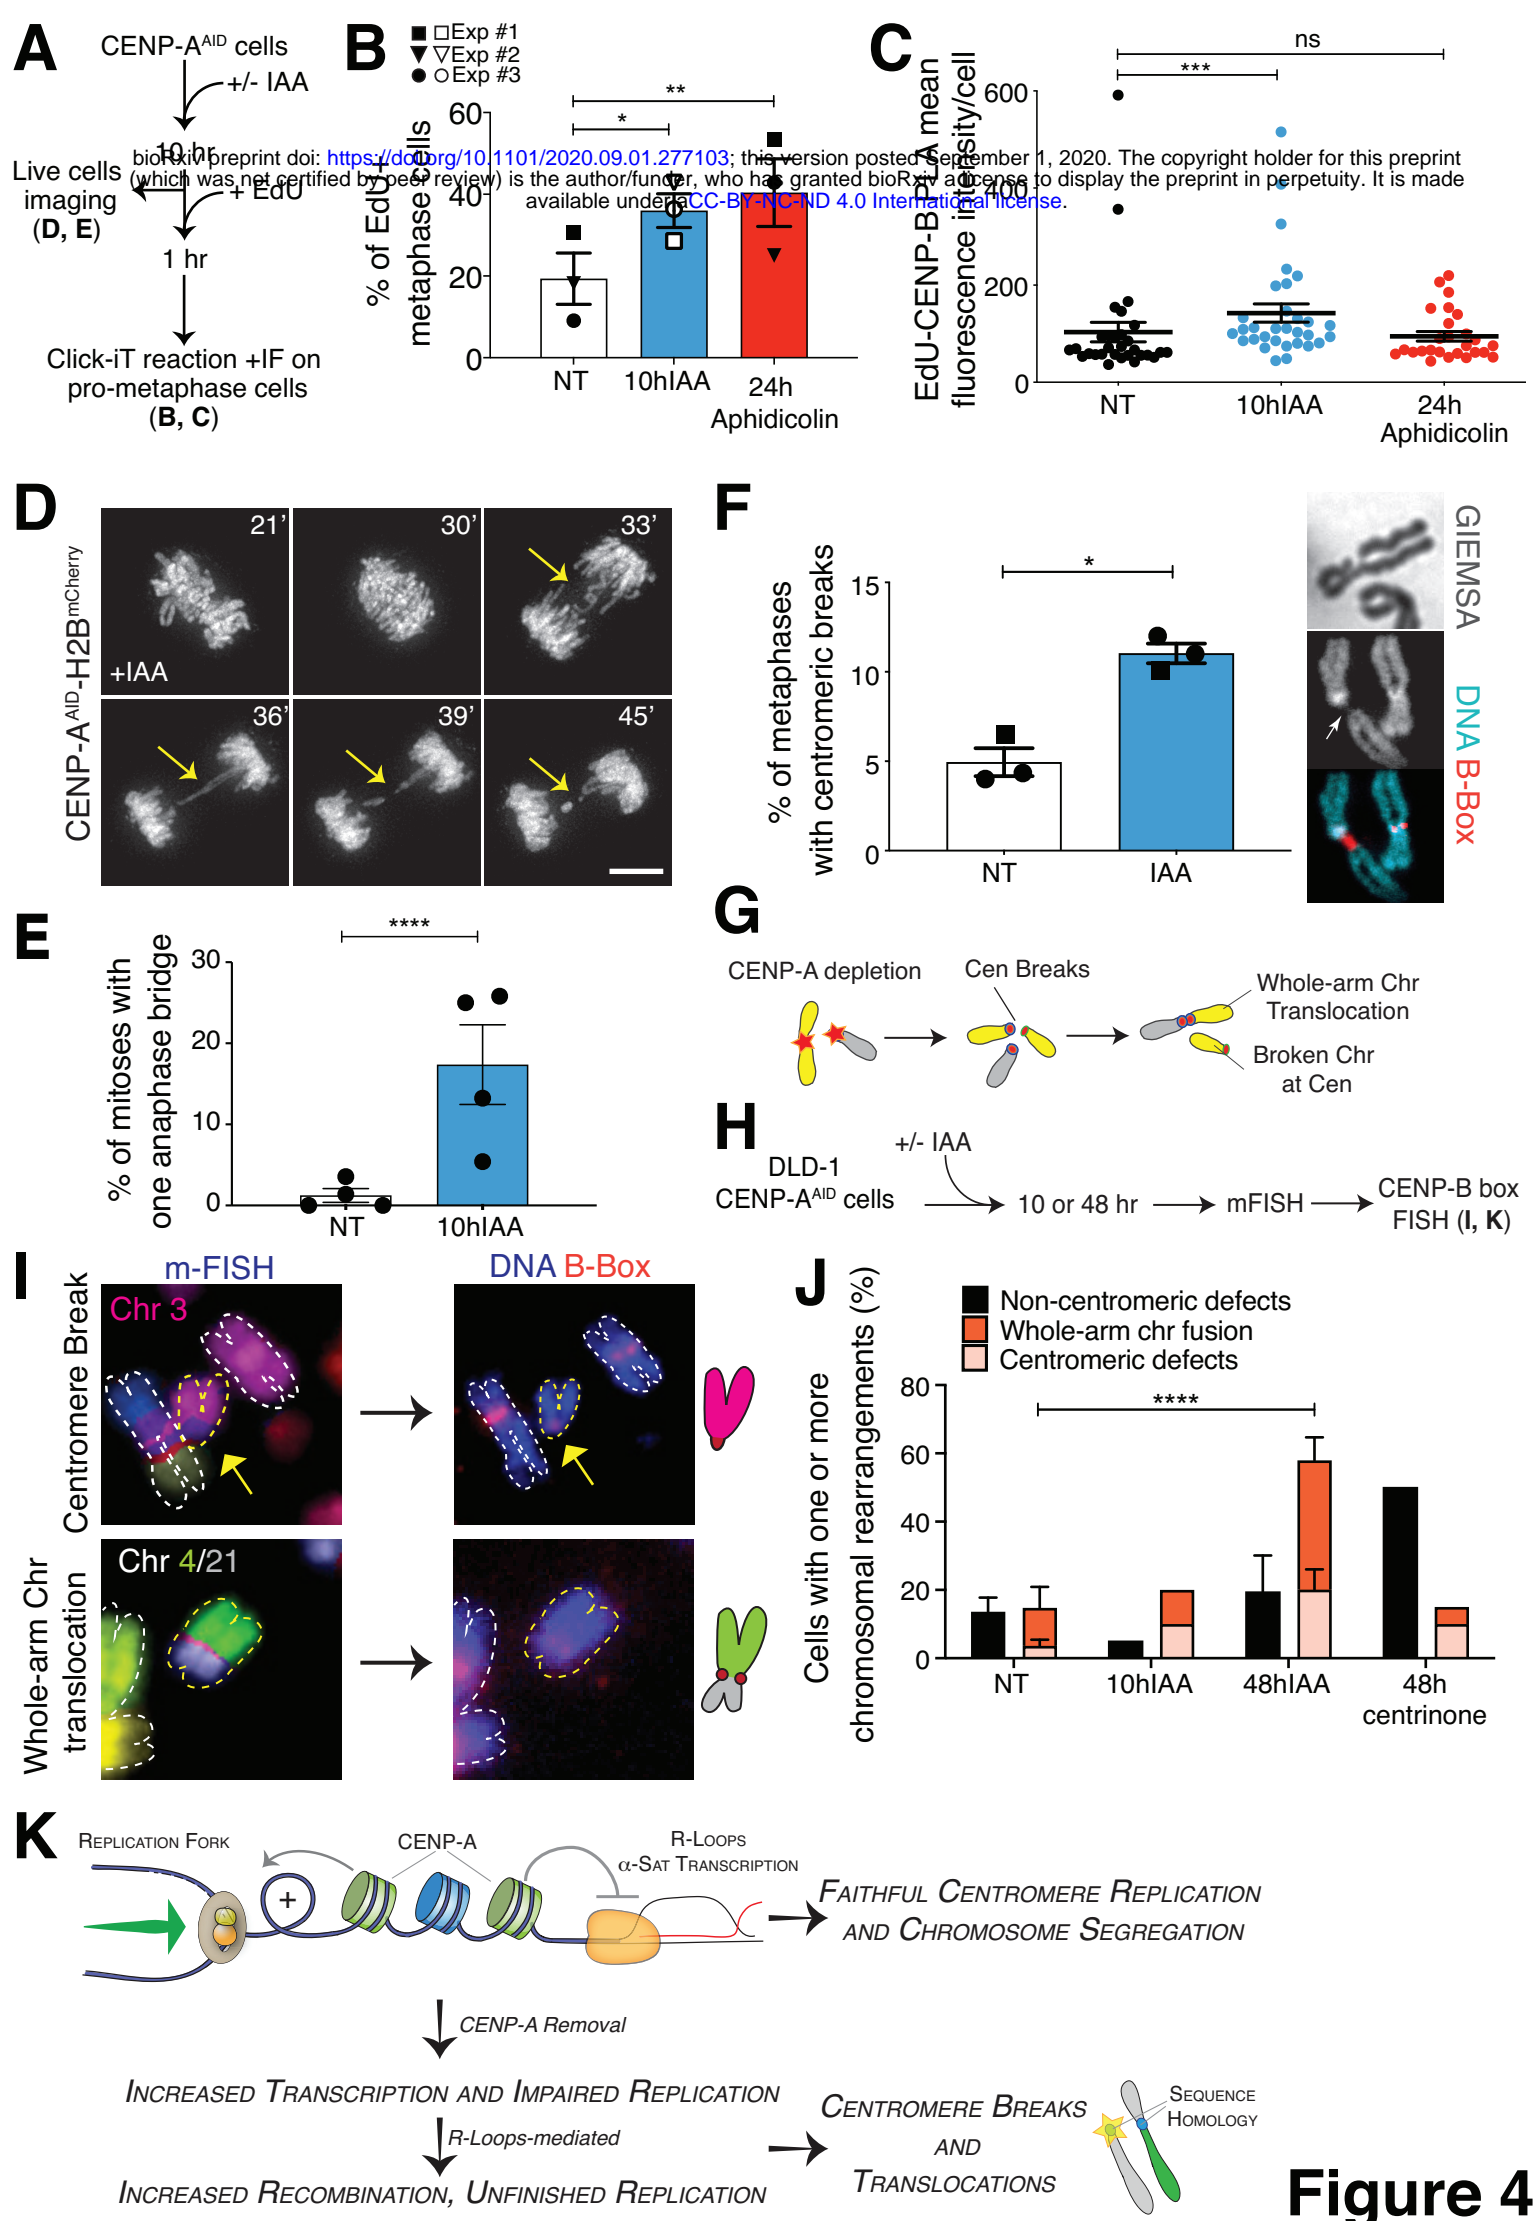 A
CENP-A^AID cells
+/- IAA
10 hr
Live cells
imaging
(D, E)
+ EdU
1 hr
Click-iT reaction +IF on
pro-metaphase cells
(B, C)
B
Exp #1
Exp #2
Exp #3
% of EdU+
metaphase cells
60
40
20
0
*
**
NT
10hIAA
24h
Aphidicolin
C
EdU-CENP-B PLA mean
fluorescence intensity/cell
600
400
200
0
ns
***
NT
10hIAA
24h
Aphidicolin
bioRxiv preprint doi: https://doi.org/10.1101/2020.09.01.277103; this version posted September 1, 2020. The copyright holder for this preprint
(which was not certified by peer review) is the author/funder, who has granted bioRxiv a license to display the preprint in perpetuity. It is made
available under aCC-BY-NC-ND 4.0 International license.
D
CENP-A^AID-H2B^mCherry
21’
30’
33’
+IAA
36’
39’
45’
E
% of mitoses with
one anaphase bridge
30
20
10
0
****
NT
10hIAA
F
% of metaphases
with centromeric breaks
15
10
5
0
*
NT
IAA
GIEMSA
DNA B-Box
G
CENP-A depletion
Cen Breaks
Whole-arm Chr
Translocation
Broken Chr
at Cen
H
DLD-1
CENP-A^AID cells
+/- IAA
10 or 48 hr
mFISH
CENP-B box
FISH (I, K)
I
m-FISH
DNA B-Box
Centromere Break
Chr 3
Whole-arm Chr
translocation
Chr 4/21
J
Non-centromeric defects
Whole-arm chr fusion
Centromeric defects
Cells with one or more
chromosomal rearrangements (%)
80
60
40
20
0
****
NT
10hIAA
48hIAA
48h
centrinone
K
REPLICATION FORK
+
CENP-A
R-LOOPS
α-SAT TRANSCRIPTION
FAITHFUL CENTROMERE REPLICATION
AND CHROMOSOME SEGREGATION
CENP-A Removal
INCREASED TRANSCRIPTION AND IMPAIRED REPLICATION
R-Loops-mediated
INCREASED RECOMBINATION, UNFINISHED REPLICATION
CENTROMERE BREAKS
AND
TRANSLOCATIONS
SEQUENCE
HOMOLOGY
Figure 4